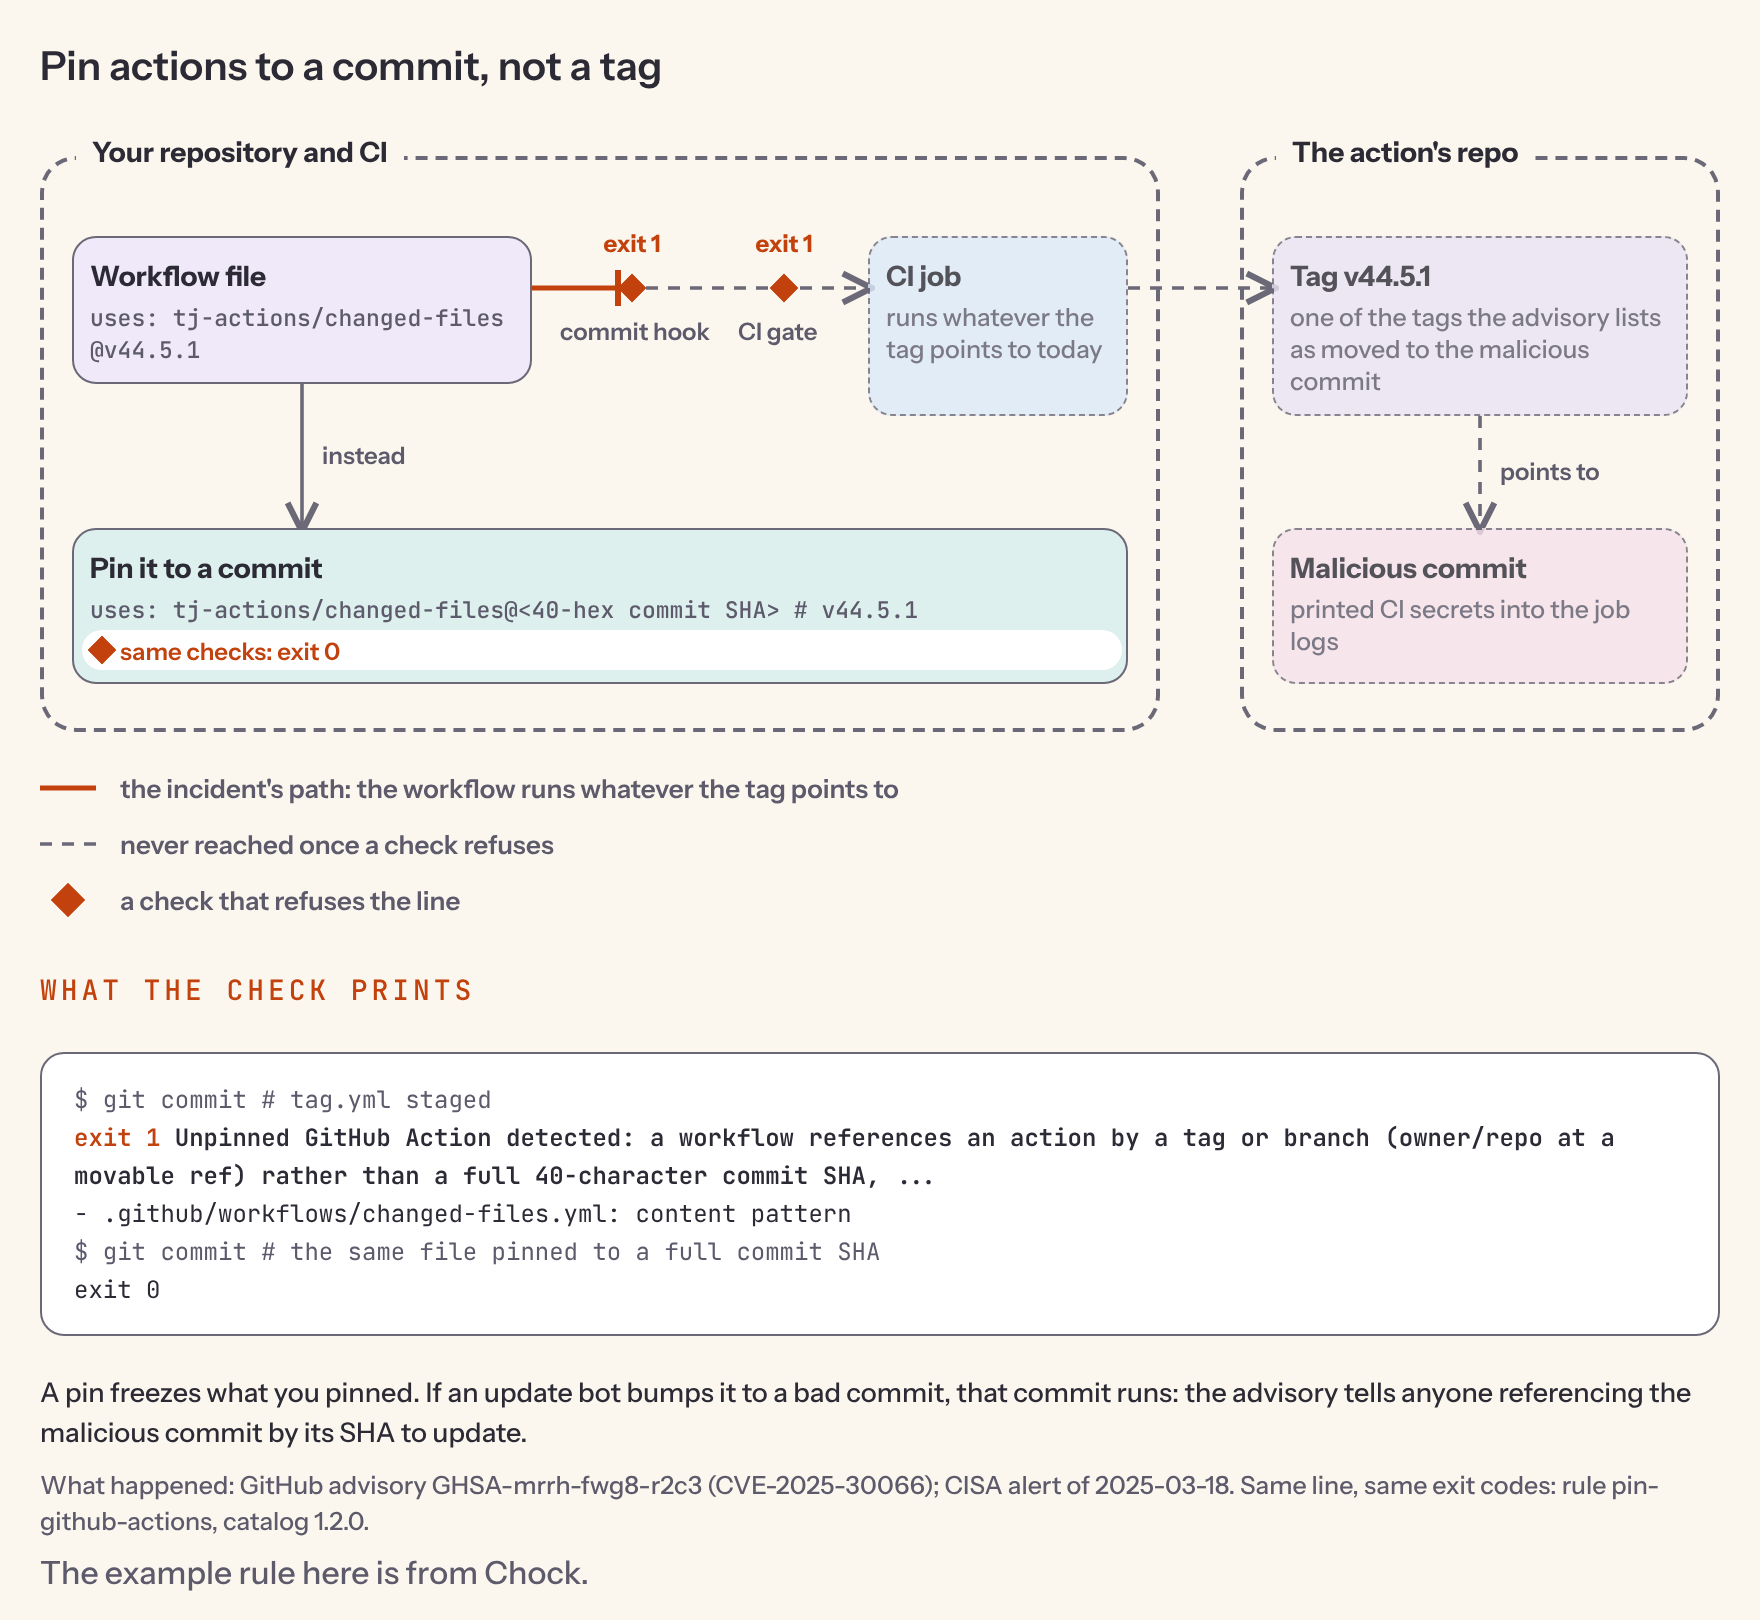 Pin actions to a commit, not a tag
Your repository and CI
The action's repo
Workflow file
uses: tj-actions/changed-files
@v44.5.1
exit 1
exit 1
commit hook
CI gate
CI job
runs whatever the
tag points to today
Tag v44.5.1
one of the tags the advisory lists
as moved to the malicious
commit
instead
points to
Pin it to a commit
uses: tj-actions/changed-files@<40-hex commit SHA> # v44.5.1
same checks: exit 0
Malicious commit
printed CI secrets into the job
logs
the incident's path: the workflow runs whatever the tag points to
never reached once a check refuses
a check that refuses the line
WHAT THE CHECK PRINTS
$ git commit # tag.yml staged
exit 1 Unpinned GitHub Action detected: a workflow references an action by a tag or branch (owner/repo at a
movable ref) rather than a full 40-character commit SHA, ...
- .github/workflows/changed-files.yml: content pattern
$ git commit # the same file pinned to a full commit SHA
exit 0
A pin freezes what you pinned. If an update bot bumps it to a bad commit, that commit runs: the advisory tells anyone referencing the
malicious commit by its SHA to update.
What happened: GitHub advisory GHSA-mrrh-fwg8-r2c3 (CVE-2025-30066); CISA alert of 2025-03-18. Same line, same exit codes: rule pin-
github-actions, catalog 1.2.0.
The example rule here is from Chock.